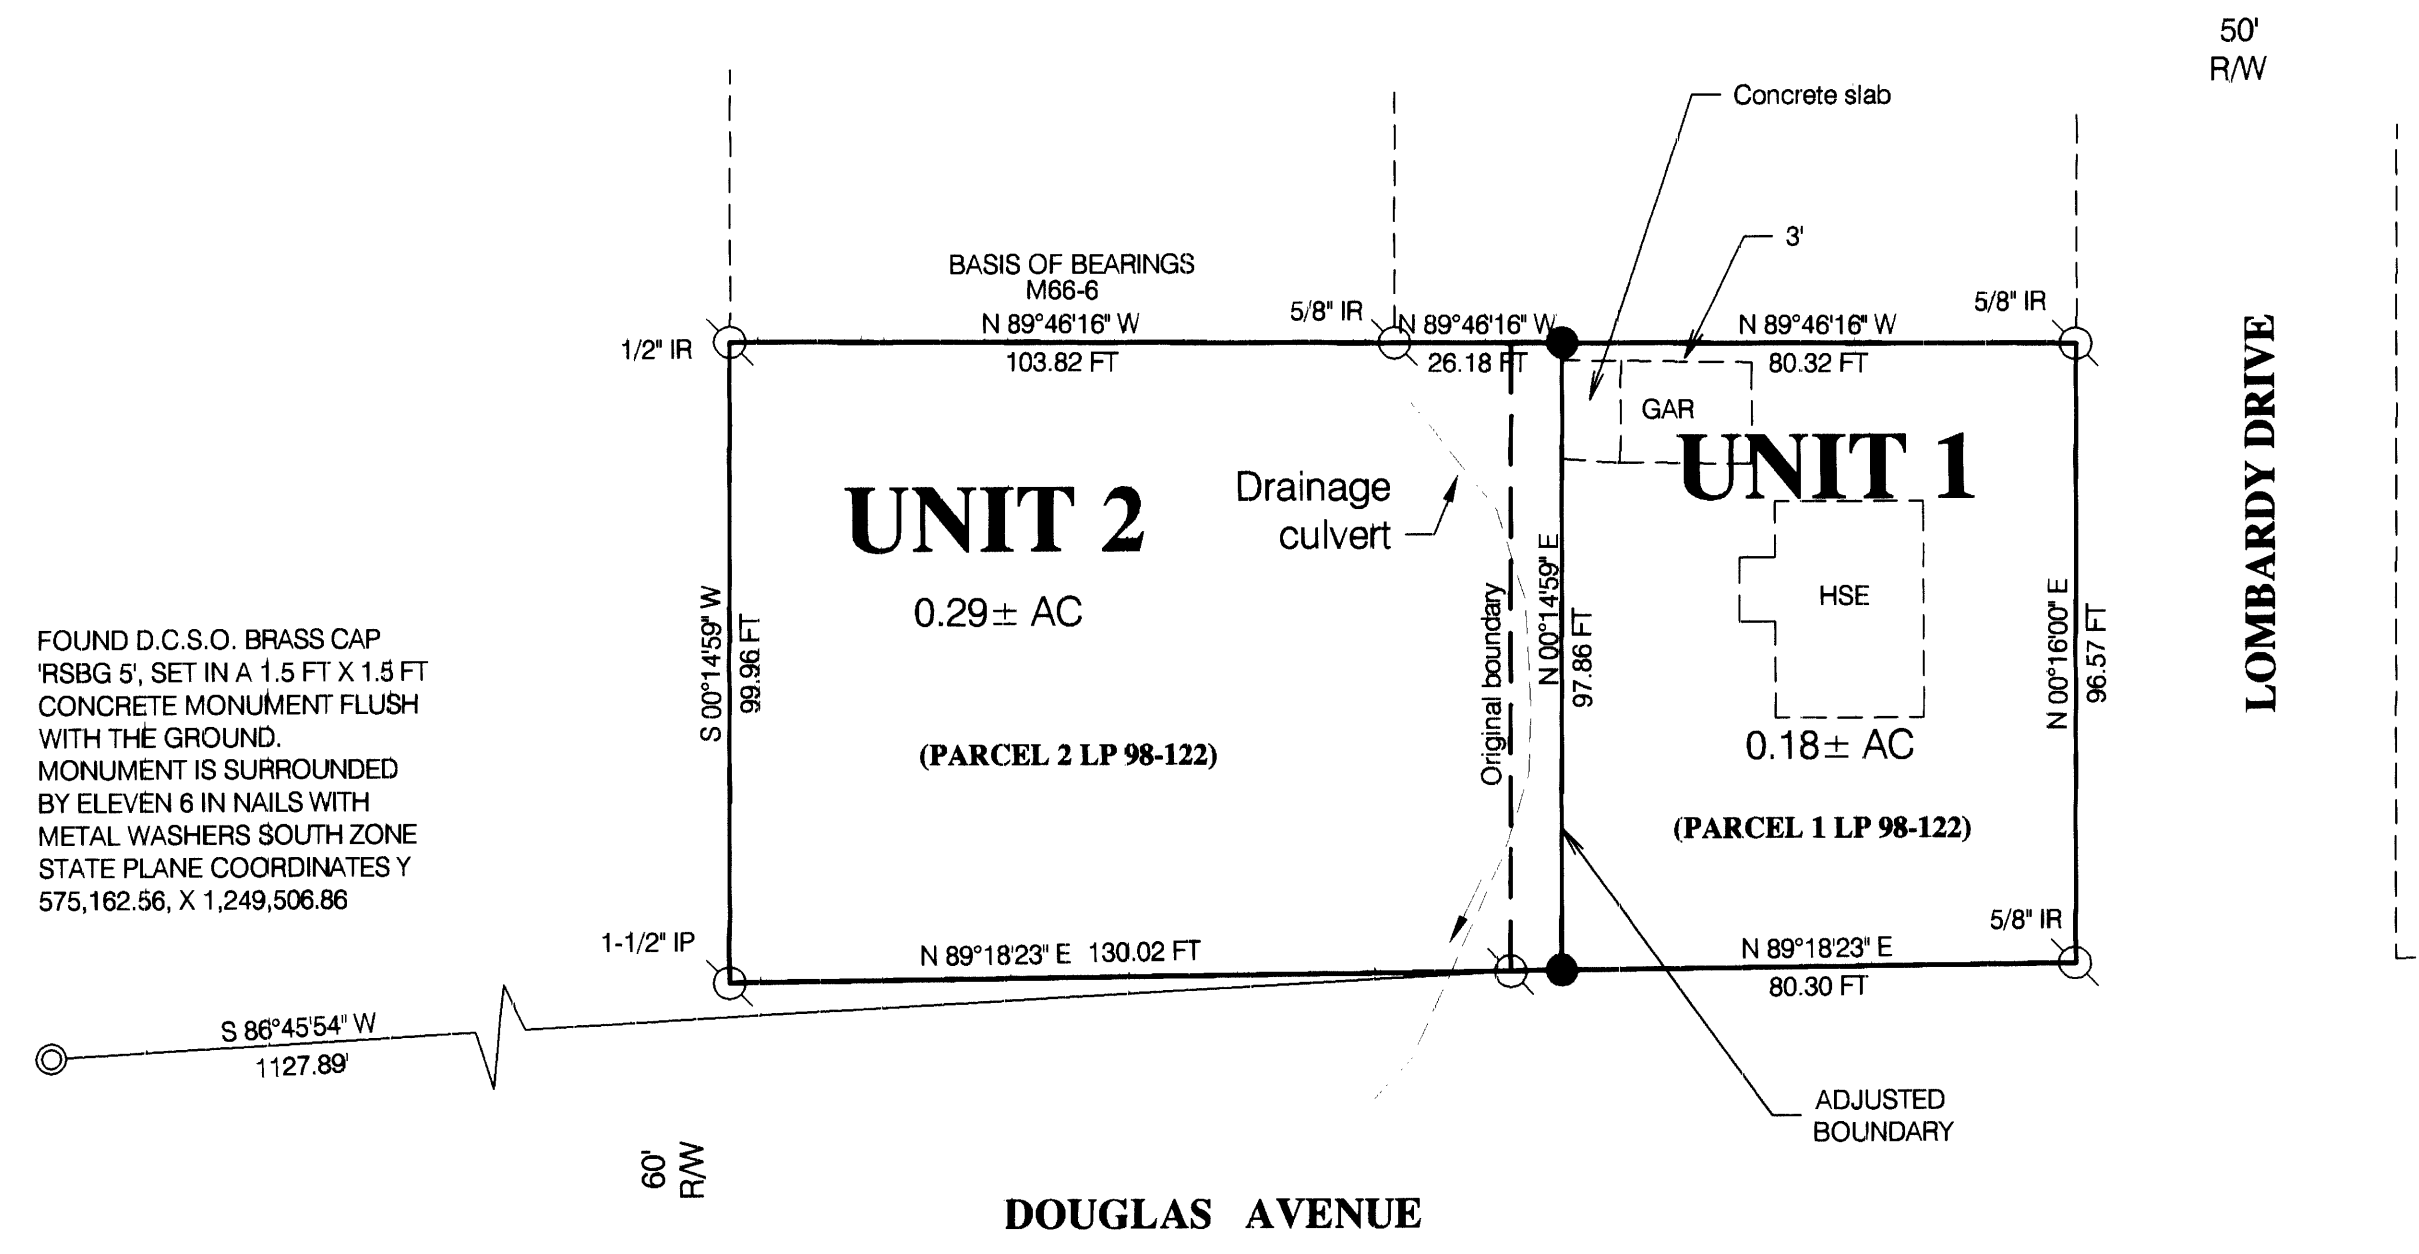 50'
R/W
Concrete slab
3'
BASIS OF BEARINGS
M66-6
N 89°46'16" W
103.82 FT
1/2" IR
5/8" IR
N 89°46'16" W
26.18 FT
N 89°46'16" W
80.32 FT
5/8" IR
GAR
UNIT 1
UNIT 2
Drainage
culvert
0.29± AC
HSE
0.18± AC
(PARCEL 2 LP 98-122)
(PARCEL 1 LP 98-122)
S 00°14'59" W
99.96 FT
Original boundary
N 00°14'59" E
97.86 FT
N 00°16'00" E
96.57 FT
LOMBARDY DRIVE
FOUND D.C.S.O. BRASS CAP
'RSBG 5', SET IN A 1.5 FT X 1.5 FT
CONCRETE MONUMENT FLUSH
WITH THE GROUND.
MONUMENT IS SURROUNDED
BY ELEVEN 6 IN NAILS WITH
METAL WASHERS SOUTH ZONE
STATE PLANE COORDINATES Y
575,162.56, X 1,249,506.86
1-1/2" IP
N 89°18'23" E 130.02 FT
5/8" IR
N 89°18'23" E
80.30 FT
S 86°45'54" W
1127.89'
ADJUSTED
BOUNDARY
60'
R/W
DOUGLAS AVENUE